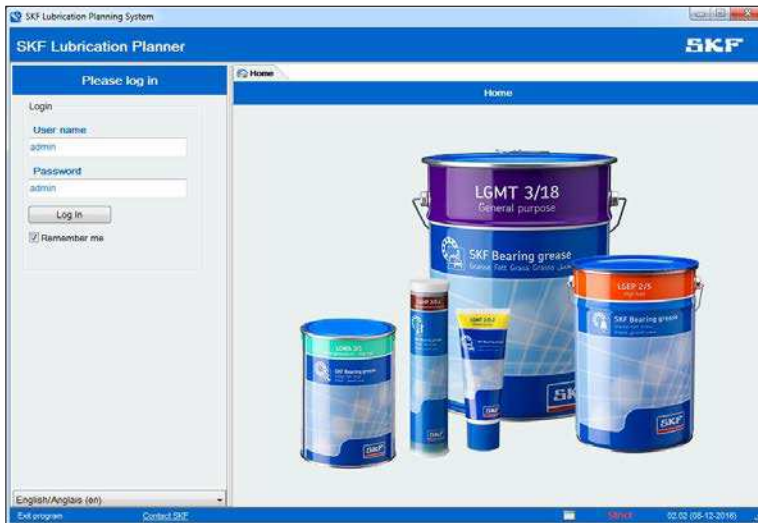 SKF Lubrication Planning System
SKF Lubrication Planner
SKF
Please log in
Home
Home
Login
User name
admin
Password
admin
Log In
Remember me
LGMT 3/18
General purpose
SKF Bearing grease
LGEP 2/5
SKF Bearing grease
SKF Bearing grease
SKF
SKF
SKF
SKF
SKF
English/Anglais (en)
Exit program
Contact SKF
Strict
02.02 (08-12-2016)